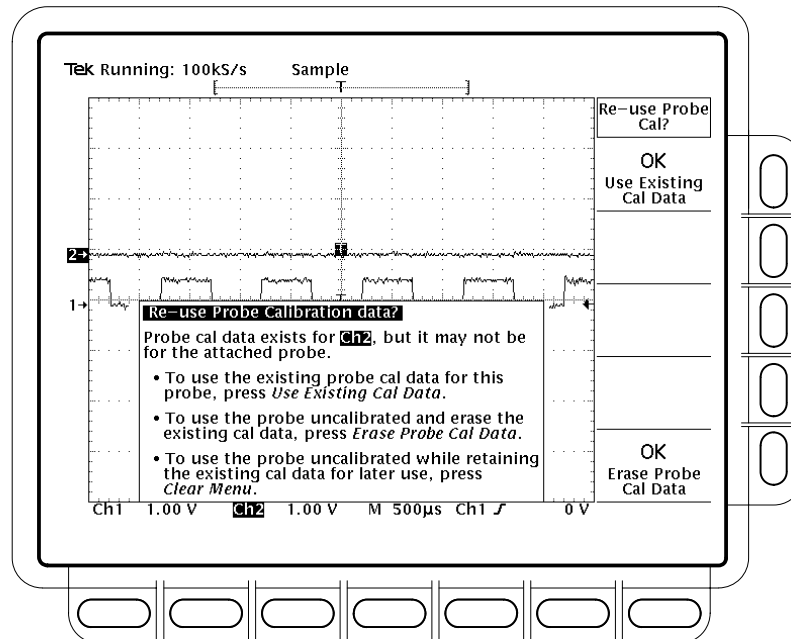 Tek Running: 100kS/s Sample
T
Re-use Probe
Cal?
OK
Use Existing
Cal Data
2→
T
1→
Re-use Probe Calibration data?
Probe cal data exists for Ch2, but it may not be
for the attached probe.
• To use the existing probe cal data for this
probe, press Use Existing Cal Data.
• To use the probe uncalibrated and erase the
existing cal data, press Erase Probe Cal Data.
• To use the probe uncalibrated while retaining
the existing cal data for later use, press
Clear Menu.
OK
Erase Probe
Cal Data
Ch1 1.00 V Ch2 1.00 V M 500µs Ch1 ƒ 0 V